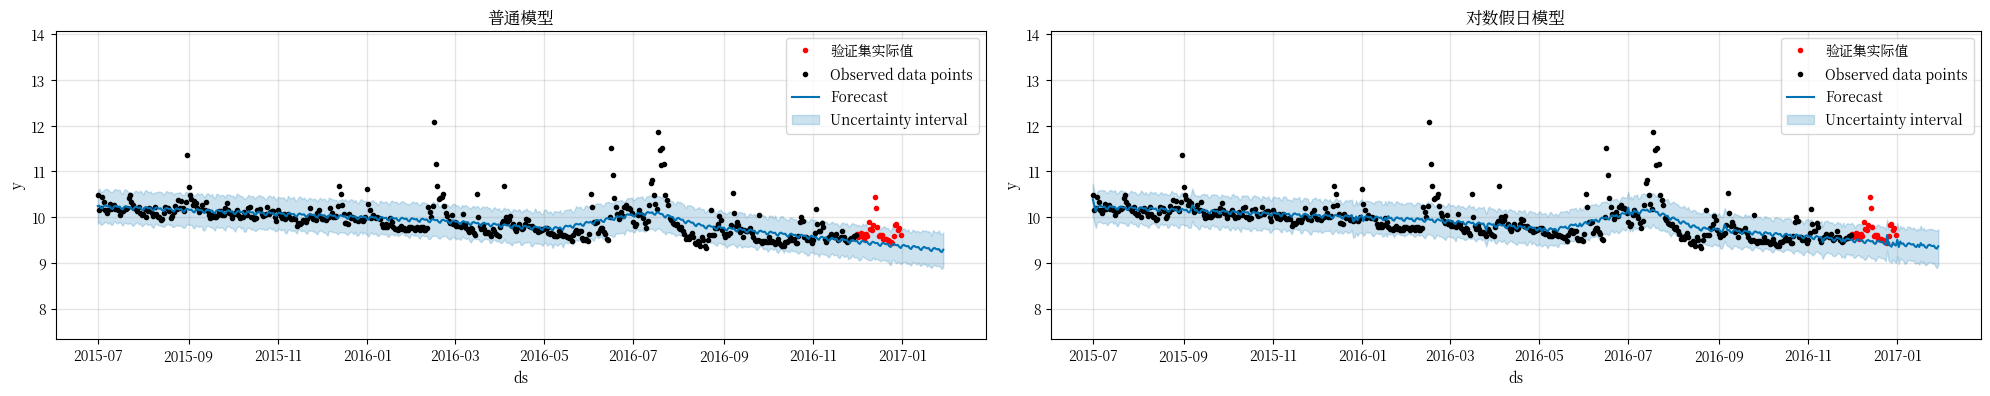 普通模型
14
13
12
11
10
9
8
y
2015-07
2015-09
2015-11
2016-01
2016-03
2016-05
2016-07
2016-09
2016-11
2017-01
ds
验证集实际值
Observed data points
Forecast
Uncertainty interval
对数假日模型
14
13
12
11
10
9
8
y
2015-07
2015-09
2015-11
2016-01
2016-03
2016-05
2016-07
2016-09
2016-11
2017-01
ds
验证集实际值
Observed data points
Forecast
Uncertainty interval